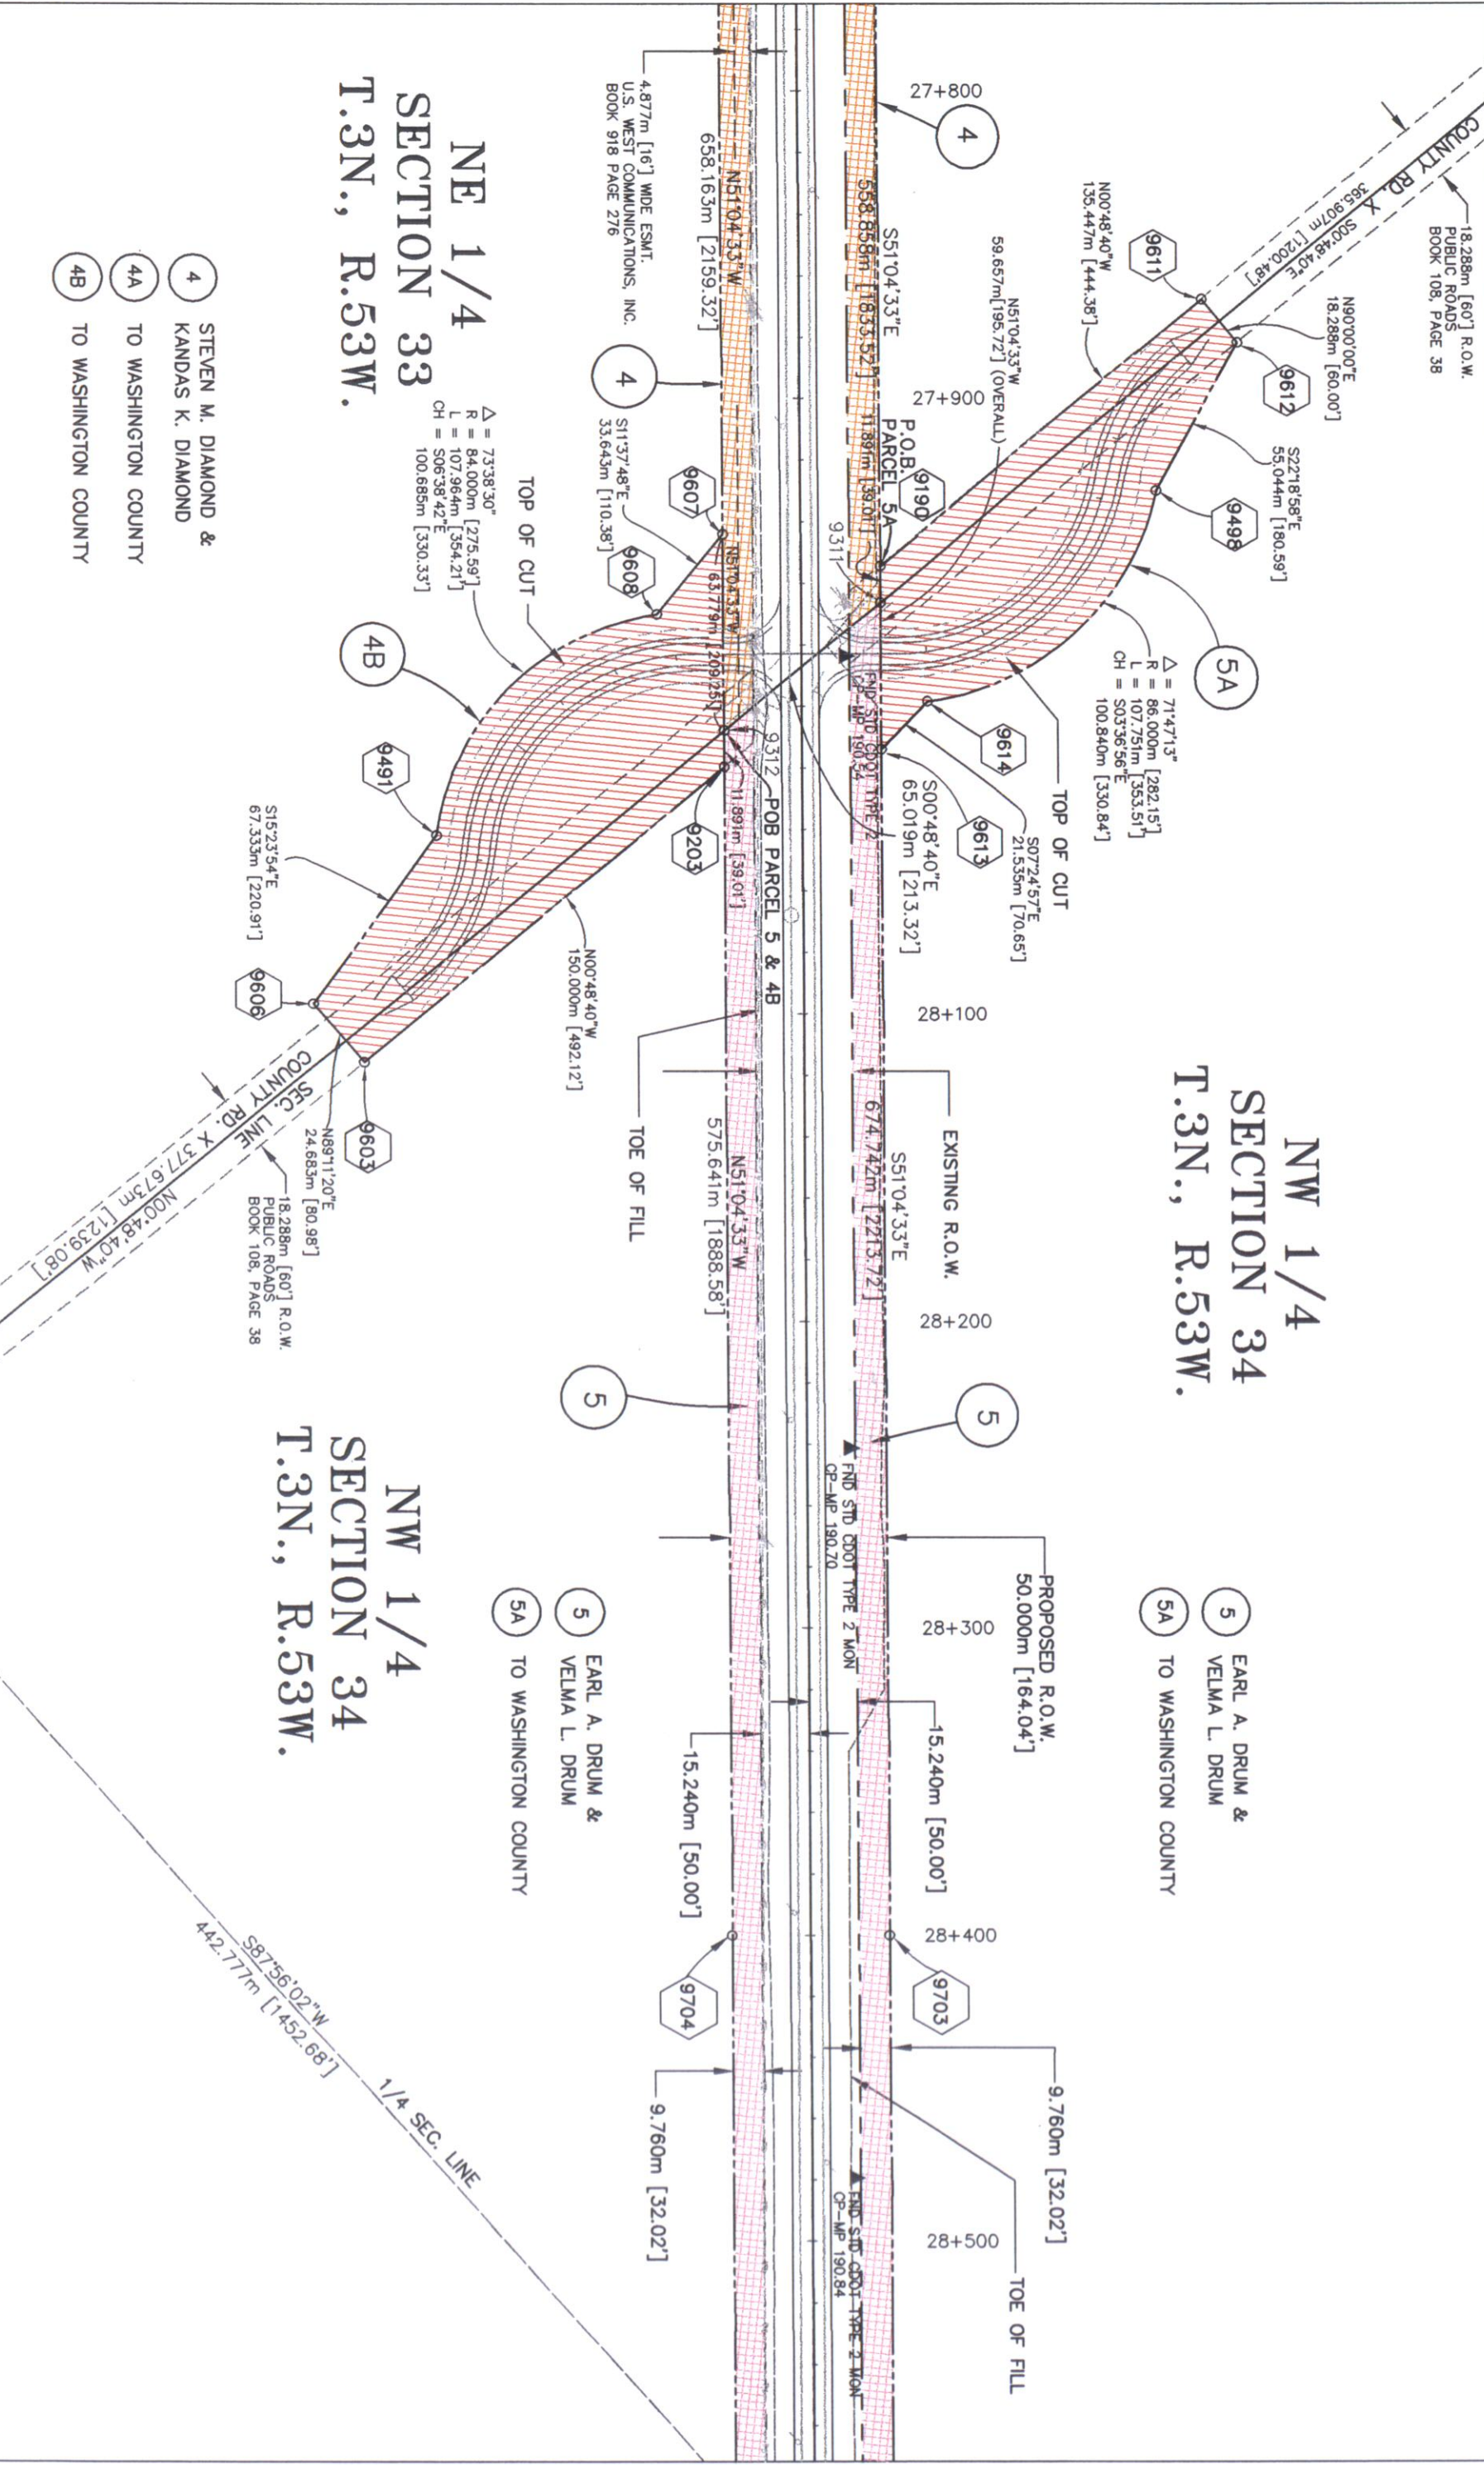 COUNTY RD. X
S00°48'40"E
365.907m [1200.48']
18.288m [60'] R.O.W.
PUBLIC ROADS
BOOK 108, PAGE 38
N90°00'00"E
18.288m [60.00']
9611
9612
S22°18'58"E
55.044m [180.59']
9498
5A
N00°48'40"W
135.447m [444.38']
Δ = 71°47'13"
R = 86.000m [282.15']
L = 107.751m [353.51']
CH = S03°36'56"E
100.840m [330.84']
TOP OF CUT
9614
S07°24'57"E
21.535m [70.65']
9613
27+800
4
S51°04'33"E
558.858m [1833.52']
N51°04'33"W
59.657m[195.72'] (OVERALL)
27+900
P.O.B.
PARCEL 5A
9190
11.891m [39.01']
9311
FND STD CDOT TYPE 2
CP-MP 190.54
S00°48'40"E
65.019m [213.32']
28+100
EXISTING R.O.W.
S51°04'33"E
674.742m [2213.72']
28+200
5
FND STD CDOT TYPE 2 MON
CP-MP 190.70
PROPOSED R.O.W.
50.000m [164.04']
28+300
15.240m [50.00']
28+400
9703
9.760m [32.02']
28+500
FND STD CDOT TYPE 2 MON
CP-MP 190.84
TOE OF FILL
NW 1/4
SECTION 34
T.3N., R.53W.
5 EARL A. DRUM &
VELMA L. DRUM
5A TO WASHINGTON COUNTY
N51°04'33"W
658.163m [2159.32']
4.877m [16'] WIDE ESMT.
U.S. WEST COMMUNICATIONS, INC.
BOOK 918 PAGE 276
4
S11°37'48"E
33.643m [110.38']
9607
9608
N51°04'33"W
63.779m [209.25']
9312
POB PARCEL 5 & 4B
9203
11.891m [39.01']
NE 1/4
SECTION 33
T.3N., R.53W.
Δ = 73°38'30"
R = 84.000m [275.59']
L = 107.964m [354.21']
CH = S06°38'42"E
100.685m [330.33']
TOP OF CUT
4B
9491
S15°23'54"E
67.333m [220.91']
9606
N00°48'40"W
150.000m [492.12']
9603
N89°11'20"E
24.683m [80.98']
18.288m [60'] R.O.W.
PUBLIC ROADS
BOOK 108, PAGE 38
SEC. LINE
COUNTY RD. X
N00°48'40"W
377.673m [1239.08']
TOE OF FILL
N51°04'33"W
575.641m [1888.58']
5
15.240m [50.00']
9704
9.760m [32.02']
4 STEVEN M. DIAMOND &
KANDAS K. DIAMOND
4A TO WASHINGTON COUNTY
4B TO WASHINGTON COUNTY
NW 1/4
SECTION 34
T.3N., R.53W.
5 EARL A. DRUM &
VELMA L. DRUM
5A TO WASHINGTON COUNTY
S87°56'02"W
442.777m [1452.68']
1/4 SEC. LINE